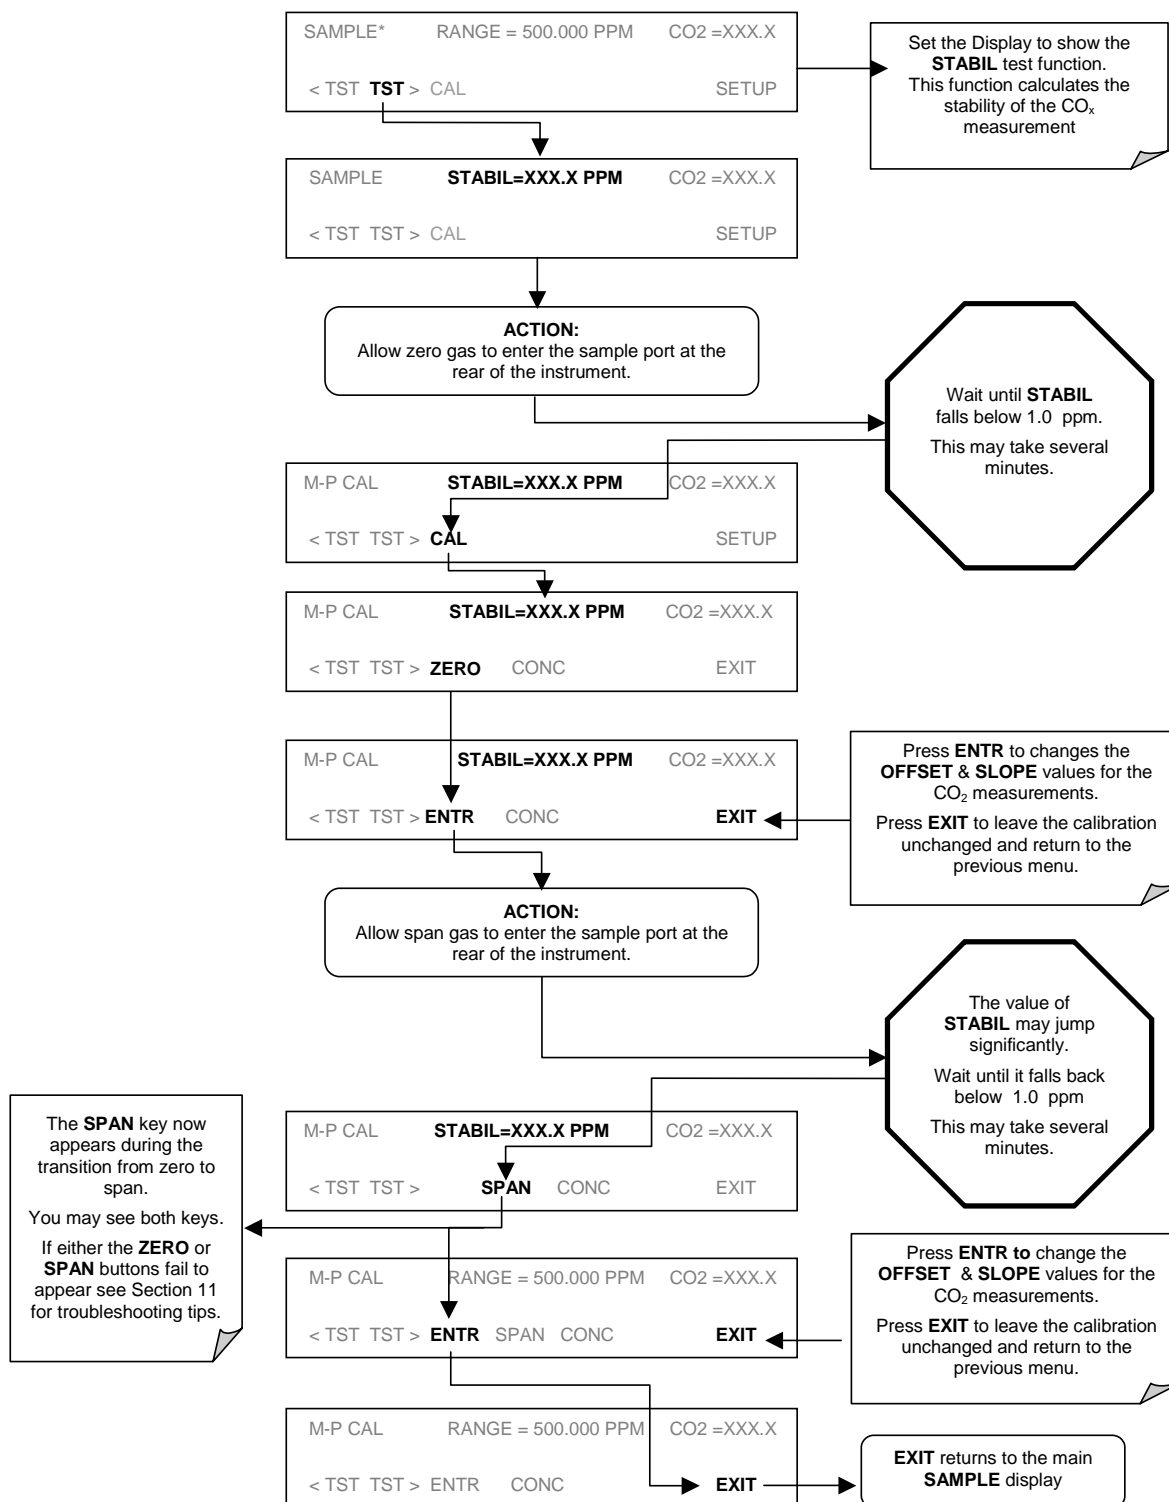 SAMPLE* RANGE = 500.000 PPM CO2 =XXX.X
< TST TST > CAL SETUP
Set the Display to show the
STABIL test function.
This function calculates the
stability of the COx
measurement
SAMPLE STABIL=XXX.X PPM CO2 =XXX.X
< TST TST > CAL SETUP
ACTION:
Allow zero gas to enter the sample port at the
rear of the instrument.
Wait until STABIL
falls below 1.0 ppm.
This may take several
minutes.
M-P CAL STABIL=XXX.X PPM CO2 =XXX.X
< TST TST > CAL SETUP
M-P CAL STABIL=XXX.X PPM CO2 =XXX.X
< TST TST > ZERO CONC EXIT
M-P CAL STABIL=XXX.X PPM CO2 =XXX.X
< TST TST > ENTR CONC EXIT
Press ENTR to changes the
OFFSET & SLOPE values for the
CO2 measurements.
Press EXIT to leave the calibration
unchanged and return to the
previous menu.
ACTION:
Allow span gas to enter the sample port at the
rear of the instrument.
The value of
STABIL may jump
significantly.
Wait until it falls back
below 1.0 ppm
This may take several
minutes.
The SPAN key now
appears during the
transition from zero to
span.
You may see both keys.
If either the ZERO or
SPAN buttons fail to
appear see Section 11
for troubleshooting tips.
M-P CAL STABIL=XXX.X PPM CO2 =XXX.X
< TST TST > SPAN CONC EXIT
M-P CAL RANGE = 500.000 PPM CO2 =XXX.X
< TST TST > ENTR SPAN CONC EXIT
Press ENTR to change the
OFFSET & SLOPE values for the
CO2 measurements.
Press EXIT to leave the calibration
unchanged and return to the
previous menu.
M-P CAL RANGE = 500.000 PPM CO2 =XXX.X
< TST TST > ENTR CONC EXIT
EXIT returns to the main
SAMPLE display